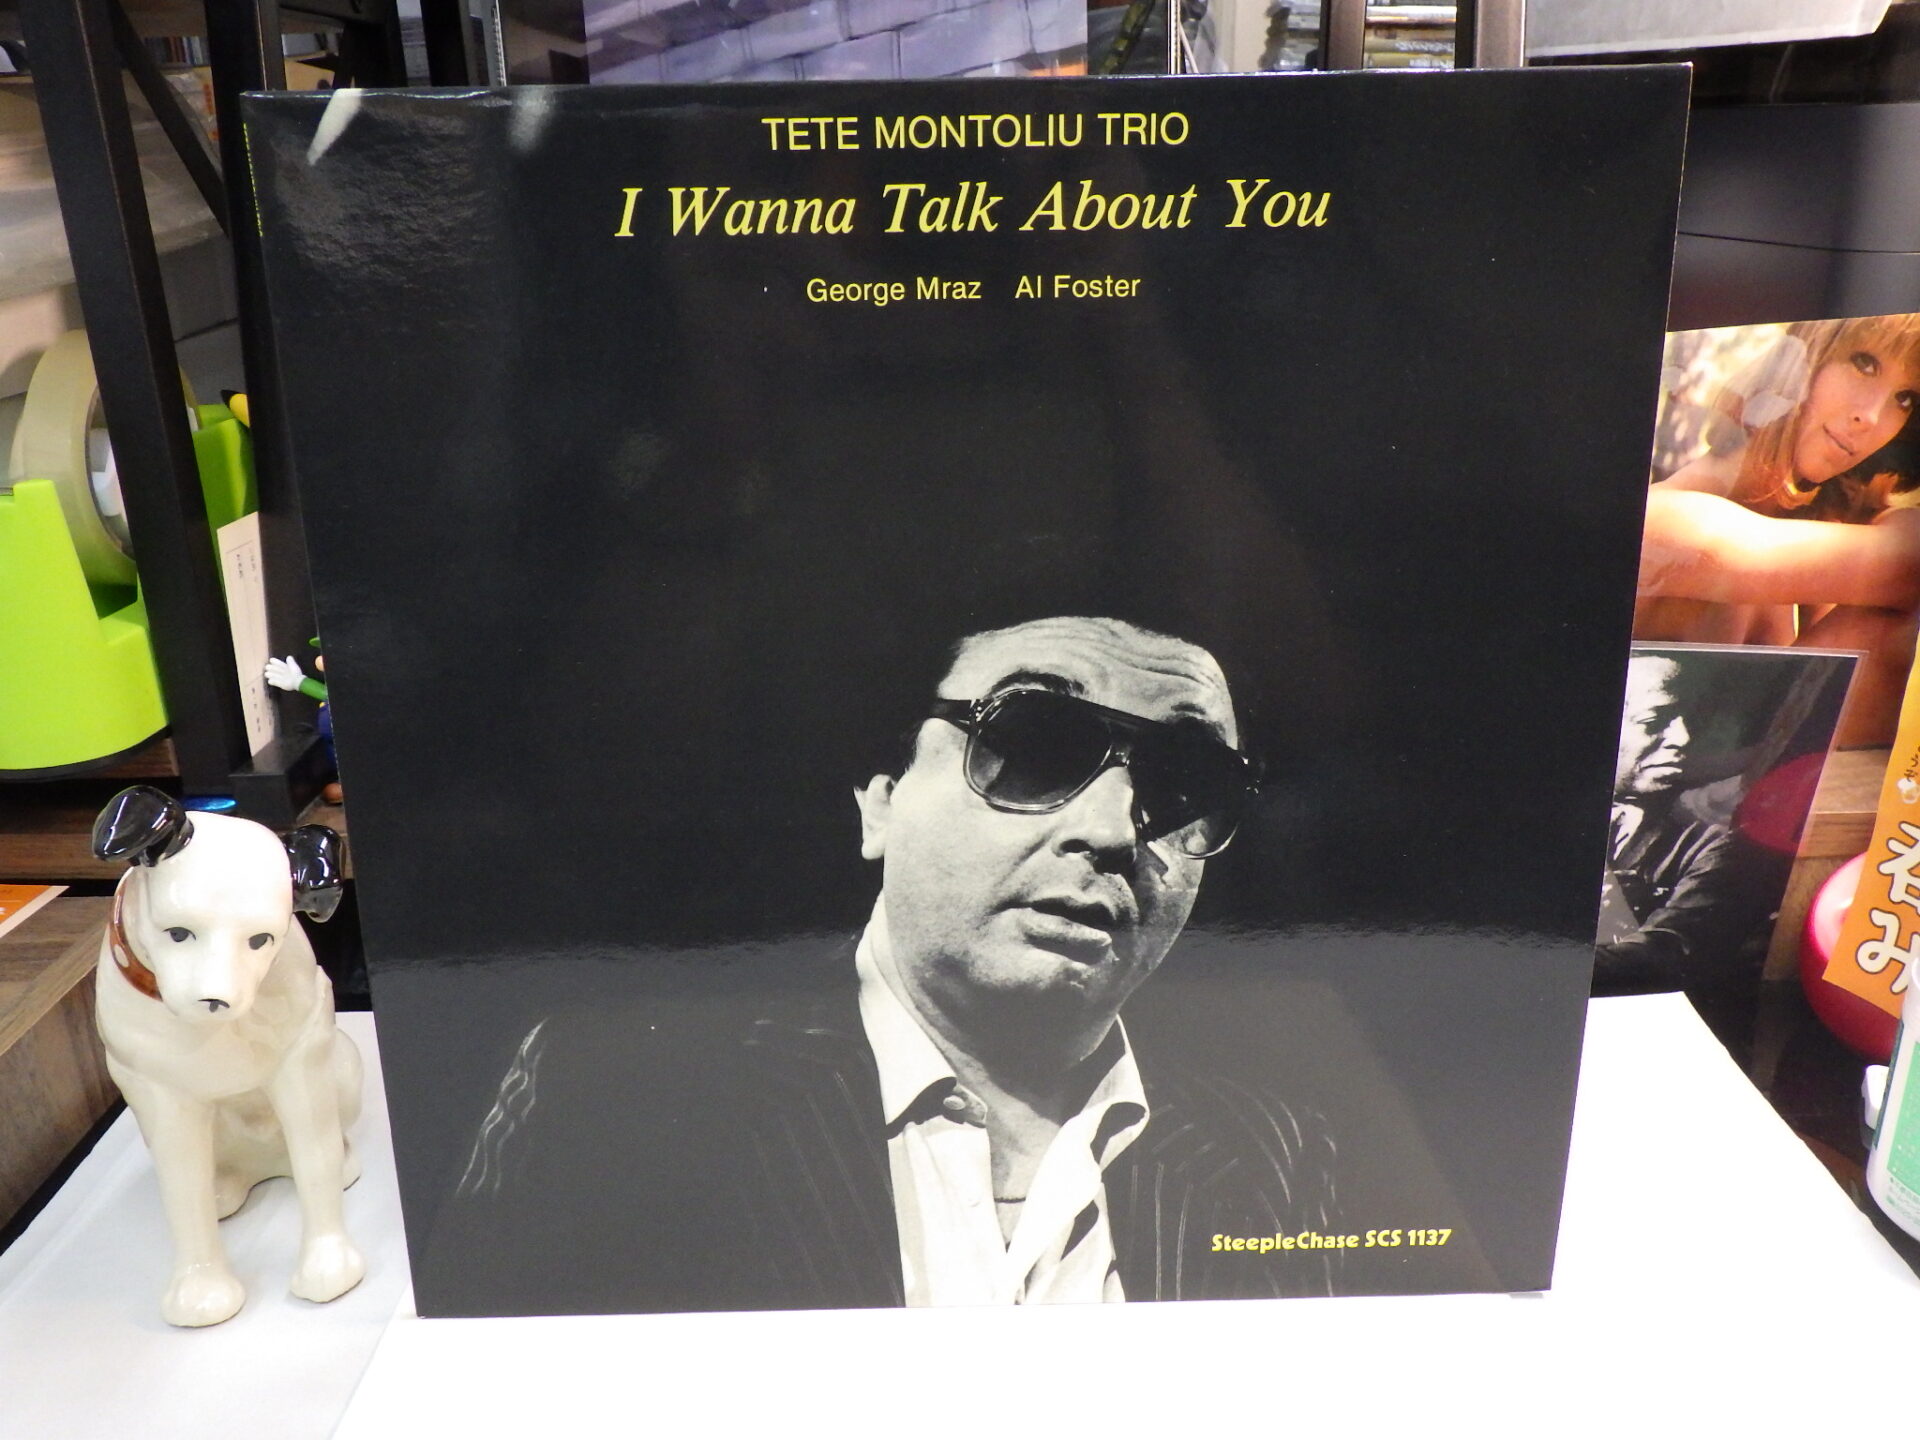 TETE MONTOLIU TRIO
I Wanna Talk About You
George Mraz Al Foster
SteepleChase SCS 1137